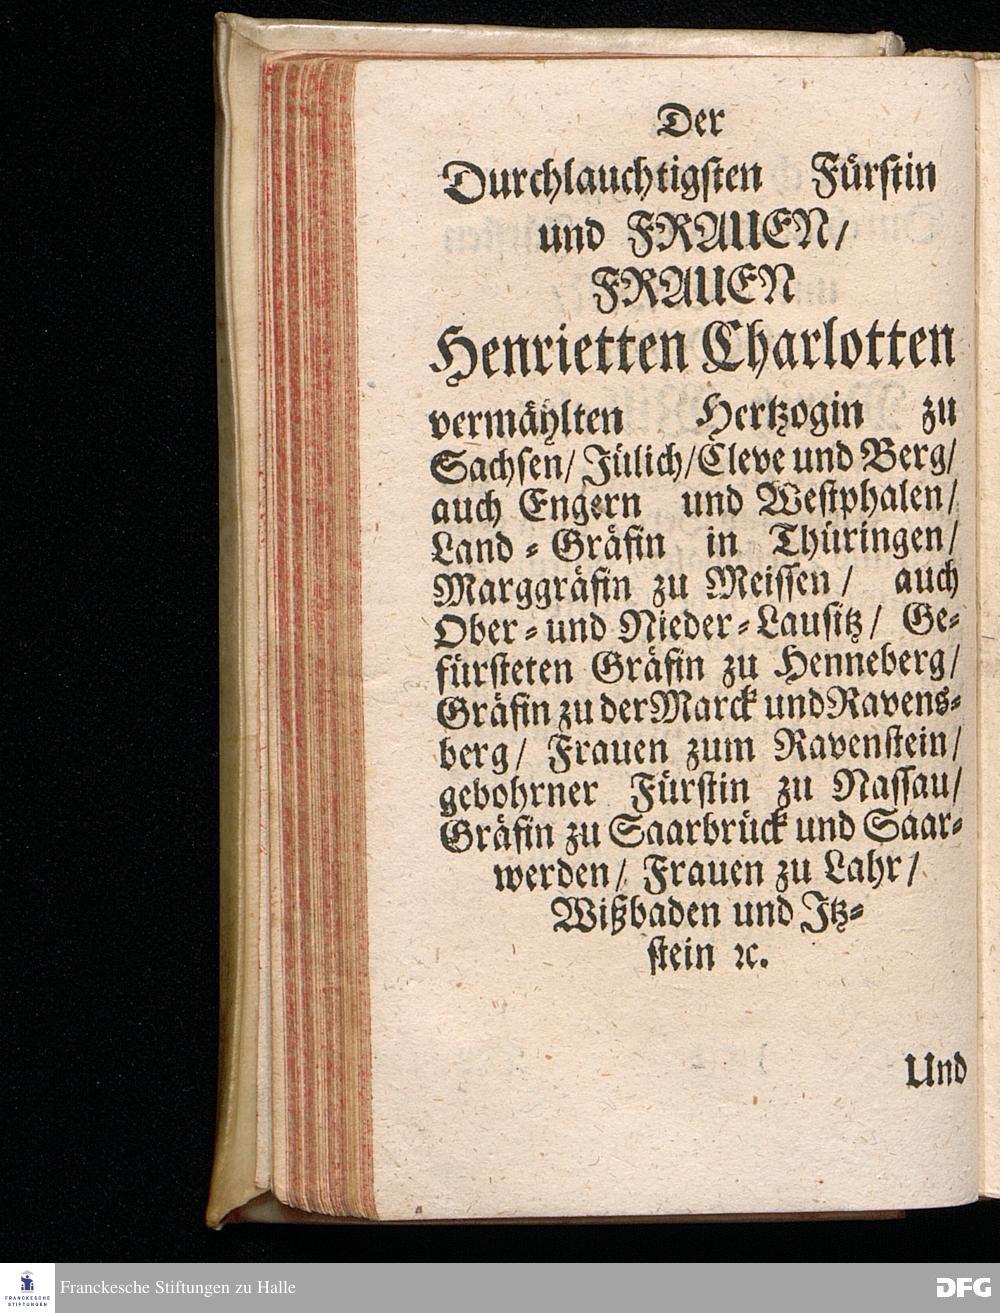 Der
Durchlauchtigsten Fürstin
und FRAUEN/
FRAUEN
Henrietten Charlotten
vermählten Hertzogin zu
Sachsen/ Jülich/ Cleve und Berg/
auch Engern und Westphalen/
Land-Gräfin in Thüringen/
Marggräfin zu Meissen/ auch
Ober-und Nieder-Lausitz/ Ge-
fürsteten Gräfin zu Henneberg/
Gräfin zu der Marck und Ravens-
berg/ Frauen zum Ravenstein/
gebohrner Fürstin zu Nassau/
Gräfin zu Saarbrück und Saar-
werden/ Frauen zu Lahr/
Wißbaden und Itz-
stein ꝛc.
Und
FRANCKESCHE
STIFTUNGEN
Franckesche Stiftungen zu Halle
DFG